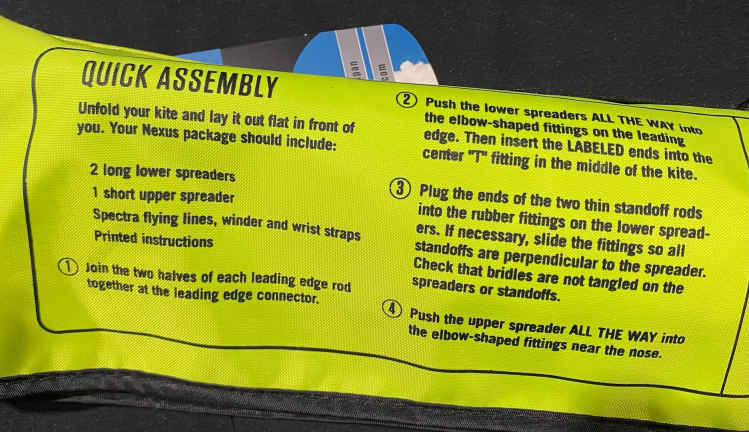 QUICK ASSEMBLY
Unfold your kite and lay it out flat in front of
you. Your Nexus package should include:
2 long lower spreaders
1 short upper spreader
Spectra flying lines, winder and wrist straps
Printed instructions
1 Join the two halves of each leading edge rod
together at the leading edge connector.
2 Push the lower spreaders ALL THE WAY into
the elbow-shaped fittings on the leading
edge. Then insert the LABELED ends into the
center "T" fitting in the middle of the kite.
3 Plug the ends of the two thin standoff rods
into the rubber fittings on the lower spread-
ers. If necessary, slide the fittings so all
standoffs are perpendicular to the spreader.
Check that bridles are not tangled on the
spreaders or standoffs.
4 Push the upper spreader ALL THE WAY into
the elbow-shaped fittings near the nose.